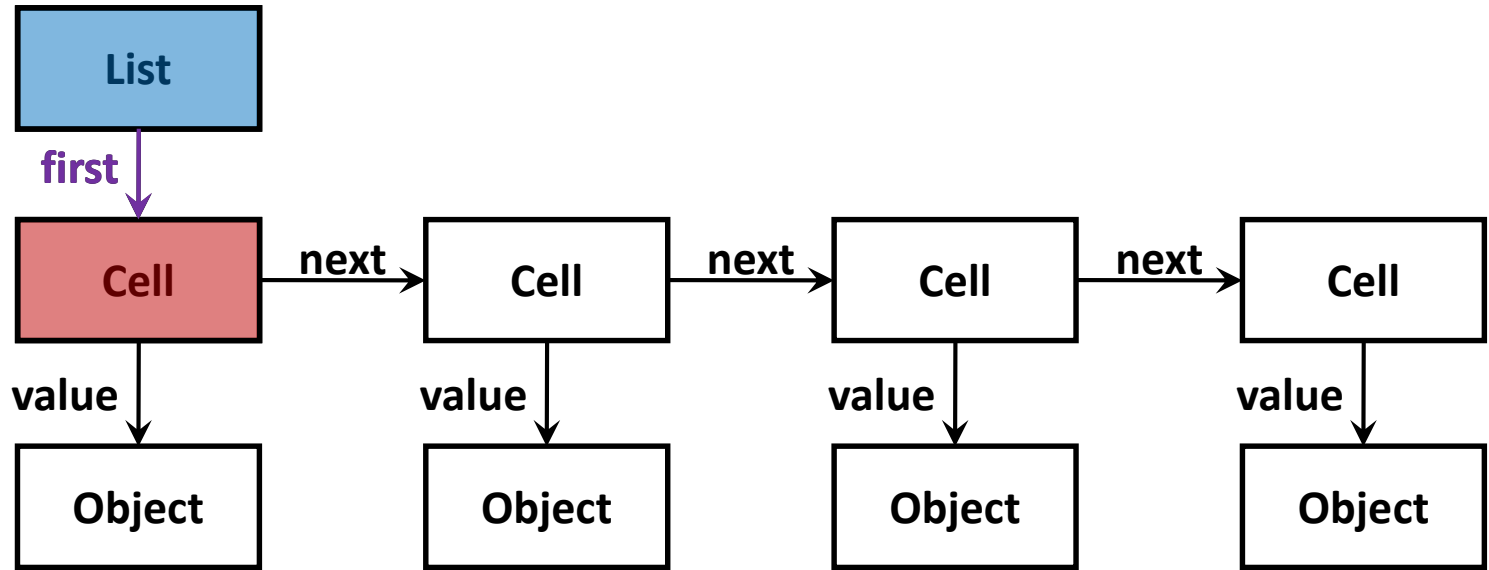 List
first
Cell
next
Cell
next
Cell
next
Cell
value
value
value
value
Object
Object
Object
Object